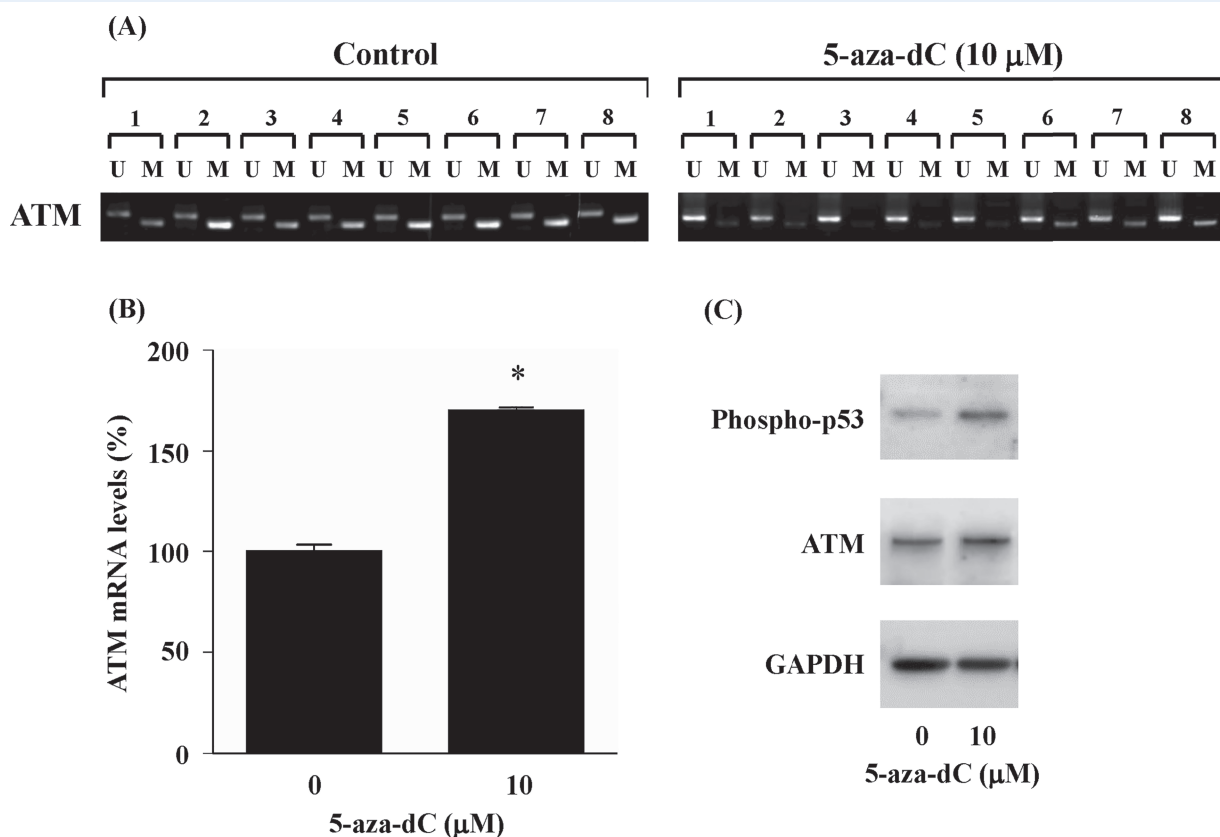 (A)
Control 5-aza-dC (10 μM)
1 2 3 4 5 6 7 8 1 2 3 4 5 6 7 8
U M U M U M U M U M U M U M U M U M U M U M U M U M U M U M U M
ATM
(B)
200
150
100
50
0
ATM mRNA levels (%)
*
0 10
5-aza-dC (μM)
(C)
Phospho-p53
ATM
GAPDH
0 10
5-aza-dC (μM)